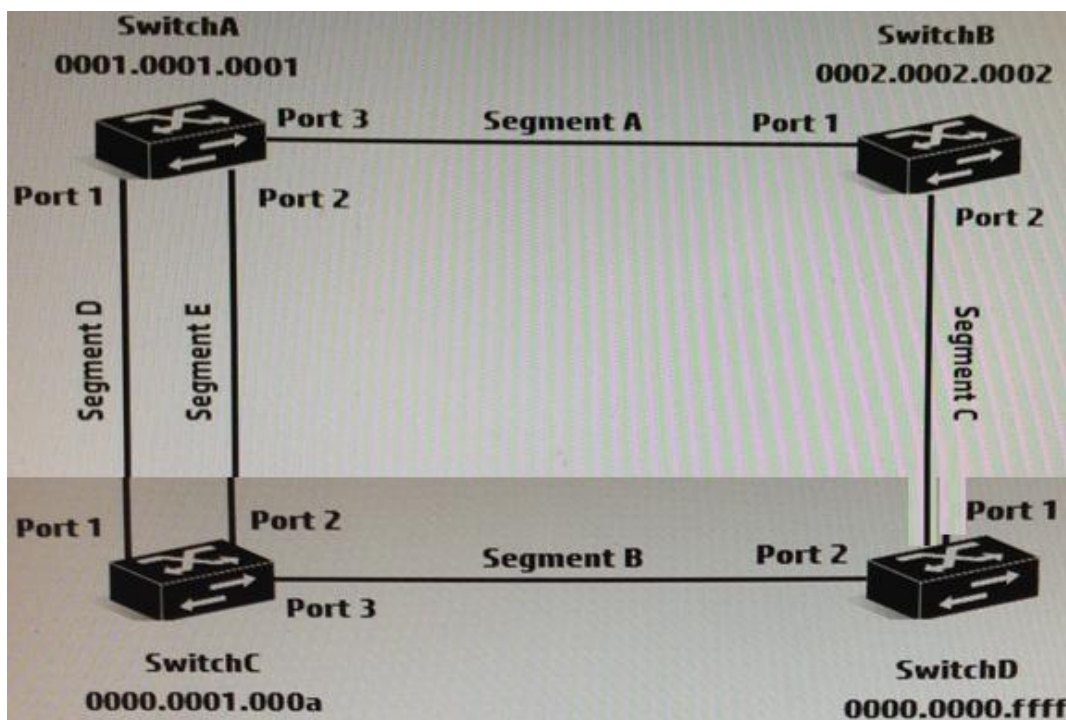 SwitchA
0001.0001.0001
SwitchB
0002.0002.0002
Port 3
Segment A
Port 1
Port 1
Port 2
Port 2
Segment D
Segment E
Segment C
Port 1
Port 2
Port 1
Segment B
Port 2
Port 3
SwitchC
0000.0001.000a
SwitchD
0000.0000.ffff